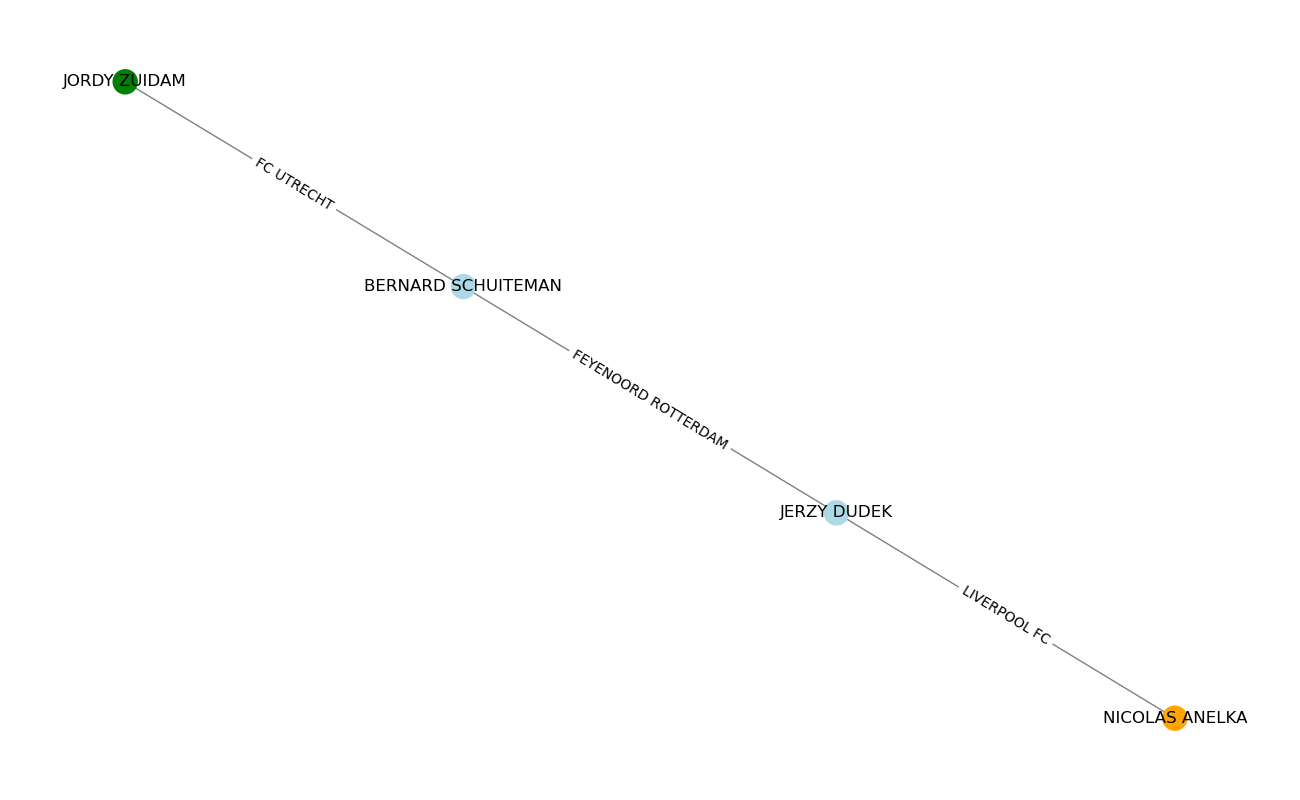 JORDY ZUIDAM
FC UTRECHT
BERNARD SCHUITEMAN
FEYENOORD ROTTERDAM
JERZY DUDEK
LIVERPOOL FC
NICOLAS ANELKA